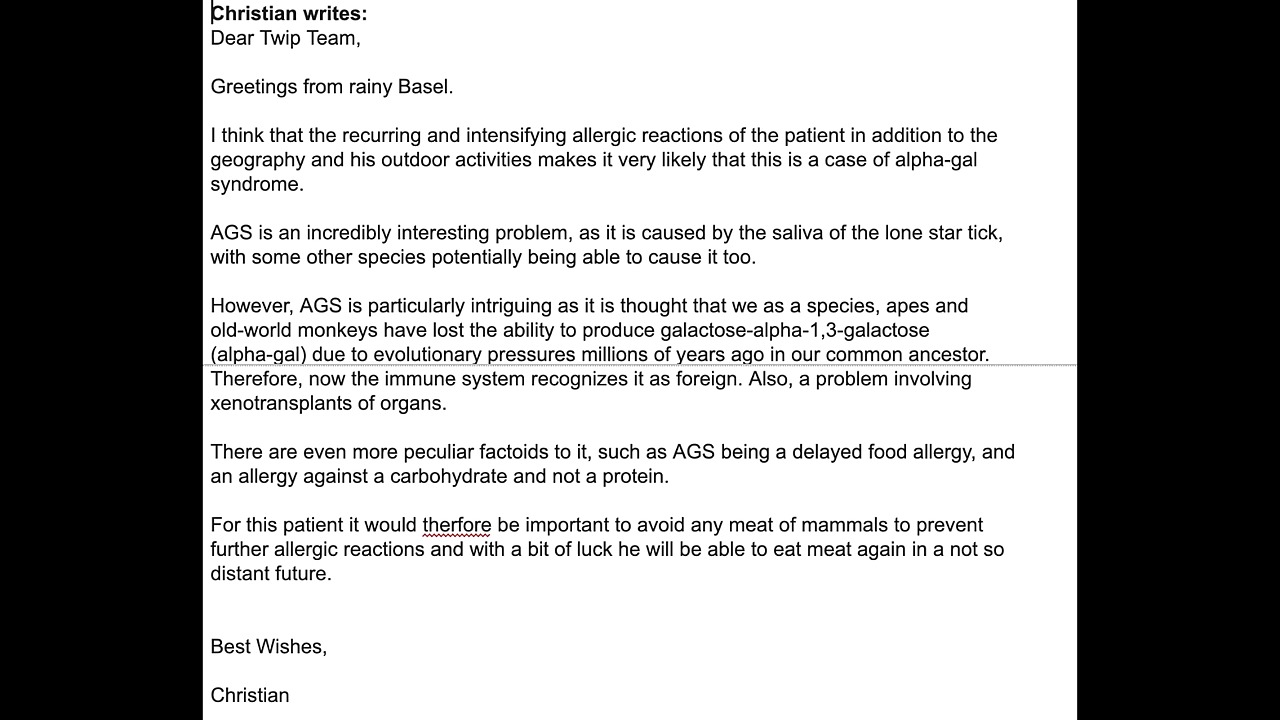 Christian writes:
Dear Twip Team,
Greetings from rainy Basel.
I think that the recurring and intensifying allergic reactions of the patient in addition to the
geography and his outdoor activities makes it very likely that this is a case of alpha-gal
syndrome.
AGS is an incredibly interesting problem, as it is caused by the saliva of the lone star tick,
with some other species potentially being able to cause it too.
However, AGS is particularly intriguing as it is thought that we as a species, apes and
old-world monkeys have lost the ability to produce galactose-alpha-1,3-galactose
(alpha-gal) due to evolutionary pressures millions of years ago in our common ancestor.
Therefore, now the immune system recognizes it as foreign. Also, a problem involving
xenotransplants of organs.
There are even more peculiar factoids to it, such as AGS being a delayed food allergy, and
an allergy against a carbohydrate and not a protein.
For this patient it would therfore be important to avoid any meat of mammals to prevent
further allergic reactions and with a bit of luck he will be able to eat meat again in a not so
distant future.
Best Wishes,
Christian